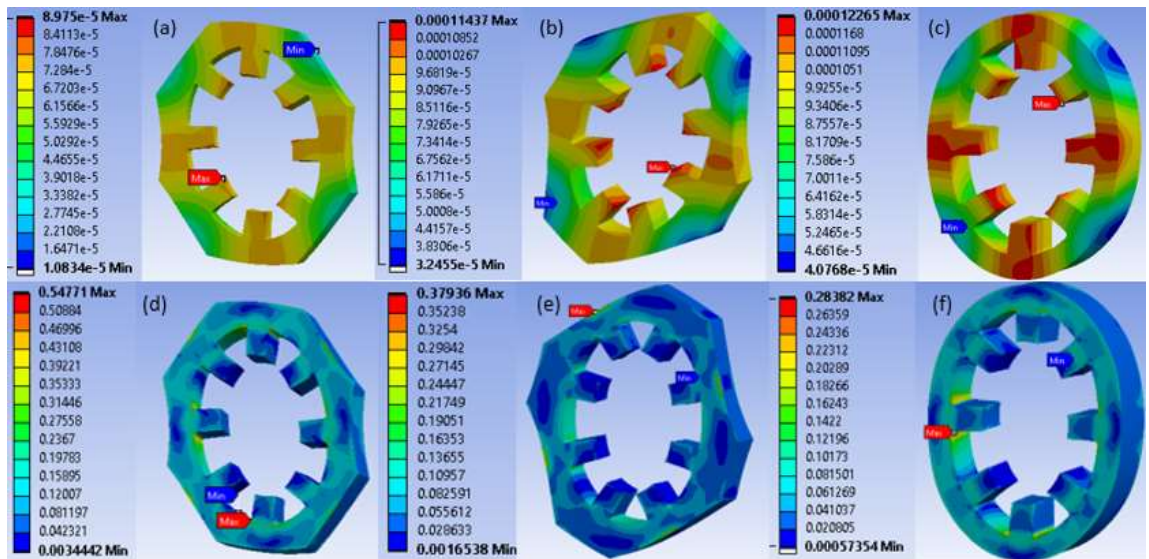 8.975e-5 Max
8.4113e-5
7.8476e-5
7.284e-5
6.7203e-5
6.1566e-5
5.5929e-5
5.0292e-5
4.4655e-5
3.9018e-5
3.3382e-5
2.7745e-5
2.2108e-5
1.6471e-5
1.0834e-5 Min
(a)
Min
Max
0.00011437 Max
0.00010852
0.00010267
9.6819e-5
9.0967e-5
8.5116e-5
7.9265e-5
7.3414e-5
6.7562e-5
6.1711e-5
5.586e-5
5.0008e-5
4.4157e-5
3.8306e-5
3.2455e-5 Min
(b)
Max
Min
0.00012265 Max
0.0001168
0.00011095
0.0001051
9.9255e-5
9.3406e-5
8.7557e-5
8.1709e-5
7.586e-5
7.0011e-5
6.4162e-5
5.8314e-5
5.2465e-5
4.6616e-5
4.0768e-5 Min
(c)
Max
Min
0.54771 Max
0.50884
0.46996
0.43108
0.39221
0.35333
0.31446
0.27558
0.2367
0.19783
0.15895
0.12007
0.081197
0.042321
0.0034442 Min
(d)
Min
Max
0.37936 Max
0.35238
0.3254
0.29842
0.27145
0.24447
0.21749
0.19051
0.16353
0.13655
0.10957
0.082591
0.055612
0.028633
0.0016538 Min
(e)
Max
Min
0.28382 Max
0.26359
0.24336
0.22312
0.20289
0.18266
0.16243
0.1422
0.12196
0.10173
0.081501
0.061269
0.041037
0.020805
0.00057354 Min
(f)
Min
Max